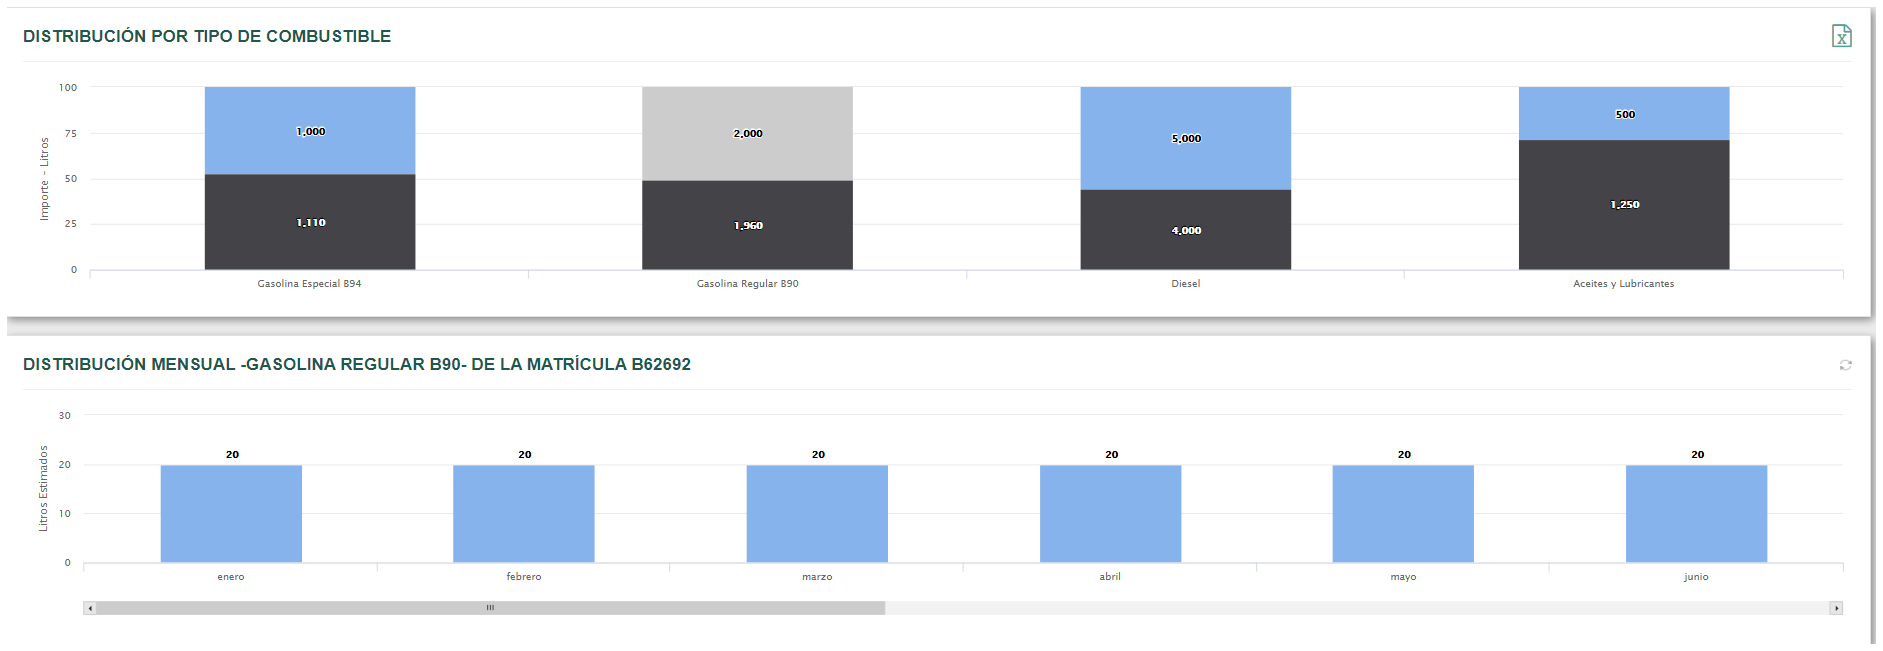 DISTRIBUCIÓN POR TIPO DE COMBUSTIBLE
X
Importe - Litros
100
75
50
25
0
1,000
2,000
5,000
500
1,110
1,960
4,000
1,250
Gasolina Especial B94
Gasolina Regular B90
Diesel
Aceites y Lubricantes
DISTRIBUCIÓN MENSUAL -GASOLINA REGULAR B90- DE LA MATRÍCULA B62692
Litros Estimados
30
20
10
0
20
20
20
20
20
20
enero
febrero
marzo
abril
mayo
junio